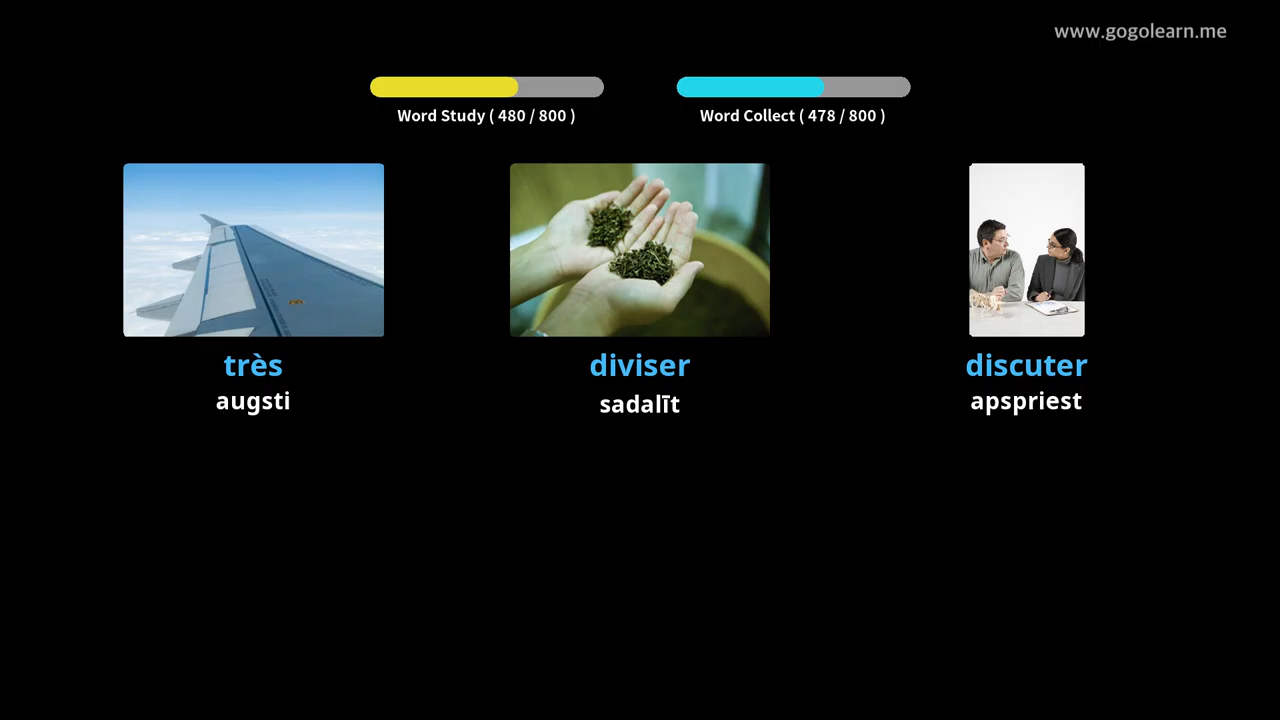 www.gogolearn.me
Word Study ( 480 / 800 )
Word Collect ( 478 / 800 )
très
augsti
diviser
sadalīt
discuter
apspriest